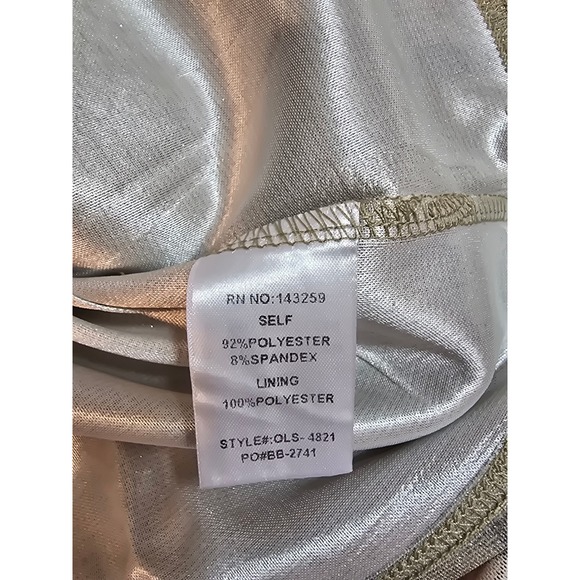 RN NO:143259
SELF
92%POLYESTER
8%SPANDEX
LINING
100%POLYESTER
STYLE#:OLS- 4821
PO#BB-2741